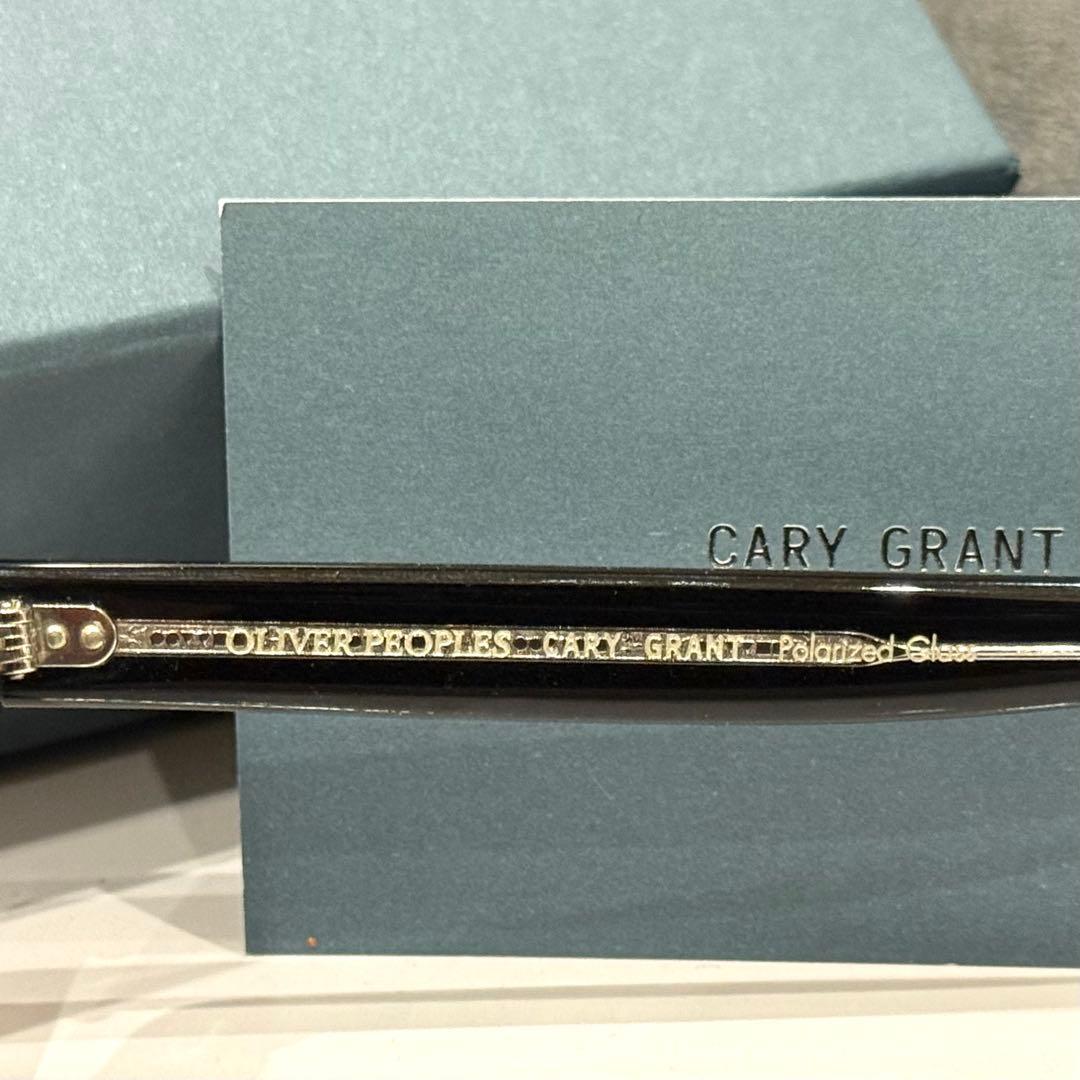 CARY GRANT
OLIVER PEOPLES CARY GRANT Polarized Glass